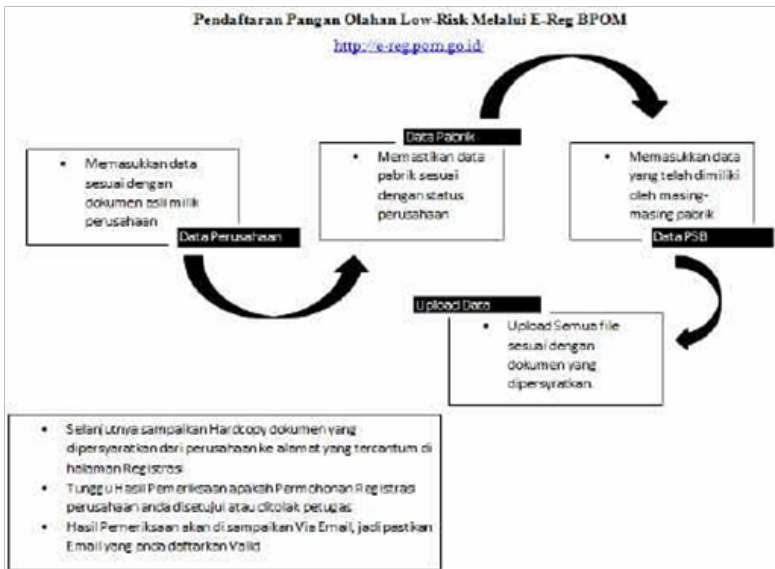 Pendaftaran Pangan Olahan Low-Risk Melalui E-Reg BPOM
http://e-reg.pom.go.id/
• Memasukkan data
sesuai dengan
dokumen asli milik
perusahaan
Data Perusahaan
Data Pabrik
• Memastikan data
pabrik sesuai
dengan status
perusahaan
• Memasukkan data
yang telah dimiliki
oleh masing-
masing pabrik
Data PSB
Upload Data
• Upload Semua file
sesuai dengan
dokumen yang
dipersyratkan.
• Selanjutnya sampaikan Hardcopy dokumen yang
dipersyaratkan dari perusahaan ke alamat yang tercantum di
halaman Registrasi
• Tunggu Hasil Pemeriksaan apakah Permohonan Registrasi
perusahaan anda disetujui atau ditolak petugas
• Hasil Pemeriksaan akan di sampaikan Via Email, jadi pastikan
Email yang anda daftarkan Valid